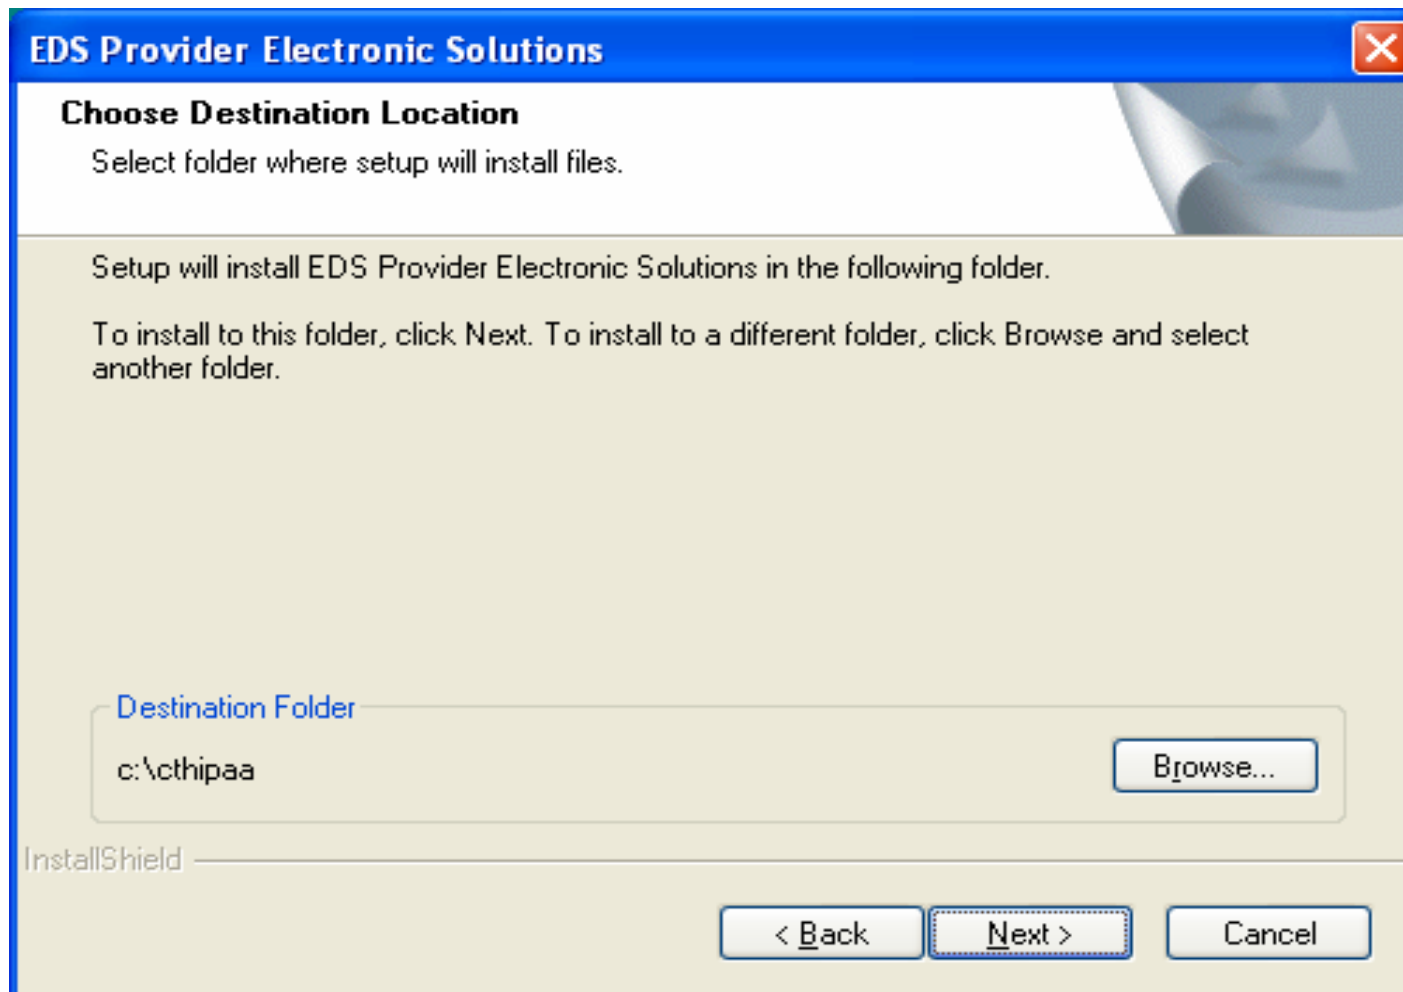 EDS Provider Electronic Solutions
Choose Destination Location
Select folder where setup will install files.
Setup will install EDS Provider Electronic Solutions in the following folder.
To install to this folder, click Next. To install to a different folder, click Browse and select
another folder.
Destination Folder
c:\cthipaa
Browse...
InstallShield
< Back
Next >
Cancel